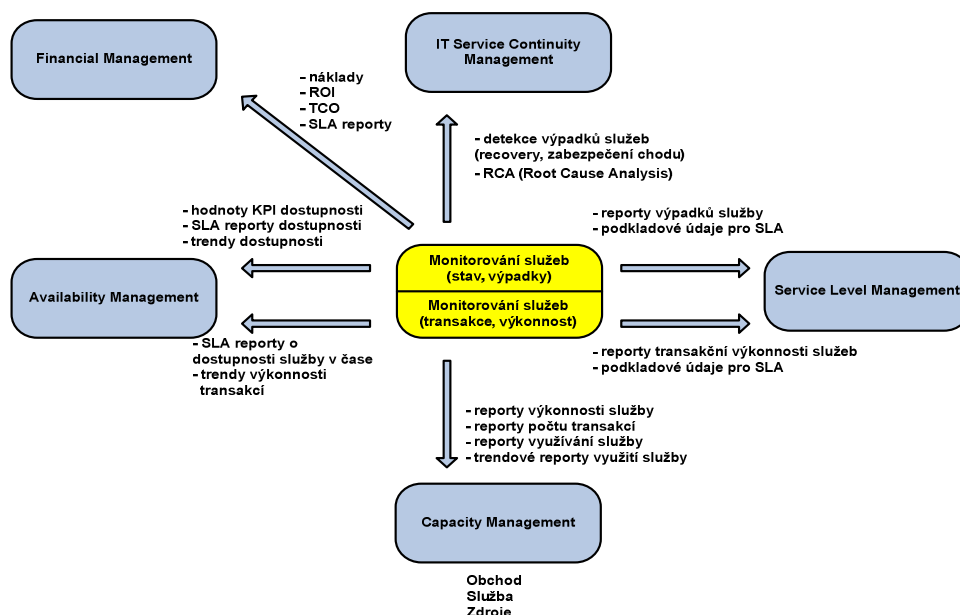 Financial Management
IT Service Continuity
Management
- náklady
- ROI
- TCO
- SLA reporty
- detekce výpadků služeb
(recovery, zabezpečení chodu)
- RCA (Root Cause Analysis)
- hodnoty KPI dostupnosti
- SLA reporty dostupnosti
- trendy dostupnosti
- reporty výpadků služby
- podkladové údaje pro SLA
Availability Management
Monitorování služeb
(stav, výpadky)
Monitorování služeb
(transakce, výkonnost)
Service Level Management
- SLA reporty o
dostupnosti služby v čase
- trendy výkonnosti
transakcí
- reporty transakční výkonnosti služeb
- podkladové údaje pro SLA
- reporty výkonnosti služby
- reporty počtu transakcí
- reporty využívání služby
- trendové reporty využití služby
Capacity Management
Obchod
Služba
Zdroje